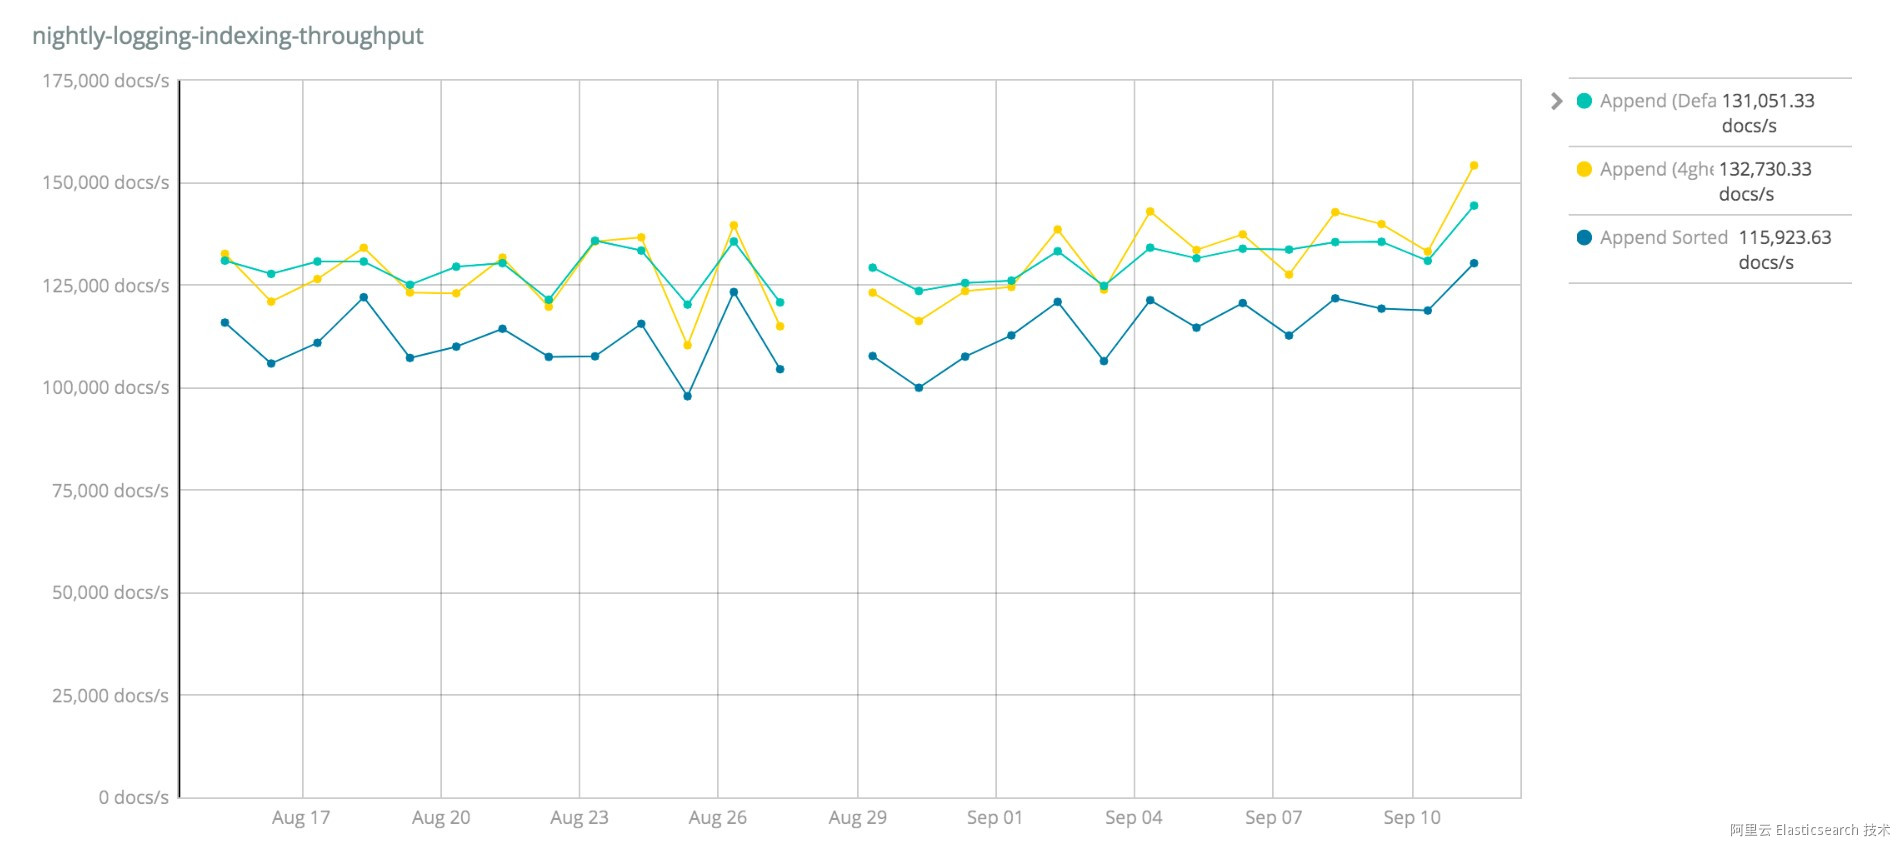 nightly-logging-indexing-throughput
175,000 docs/s
150,000 docs/s
125,000 docs/s
100,000 docs/s
75,000 docs/s
50,000 docs/s
25,000 docs/s
0 docs/s
Aug 17
Aug 20
Aug 23
Aug 26
Aug 29
Sep 01
Sep 04
Sep 07
Sep 10
Append (Defa 131,051.33
docs/s
Append (4ghe 132,730.33
docs/s
Append Sorted 115,923.63
docs/s
阿里云 Elasticsearch 技术